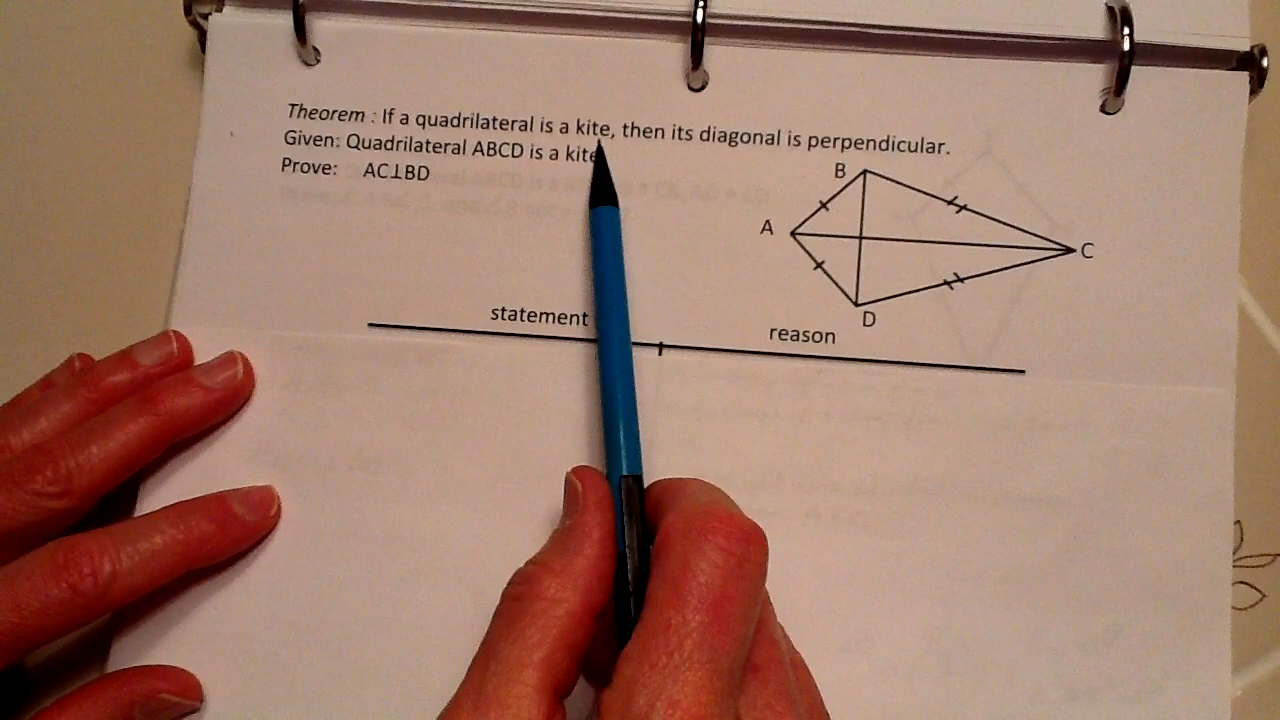 Theorem : If a quadrilateral is a kite, then its diagonal is perpendicular.
Given: Quadrilateral ABCD is a kite
Prove: AC⊥BD
B
A
C
D
statement
reason